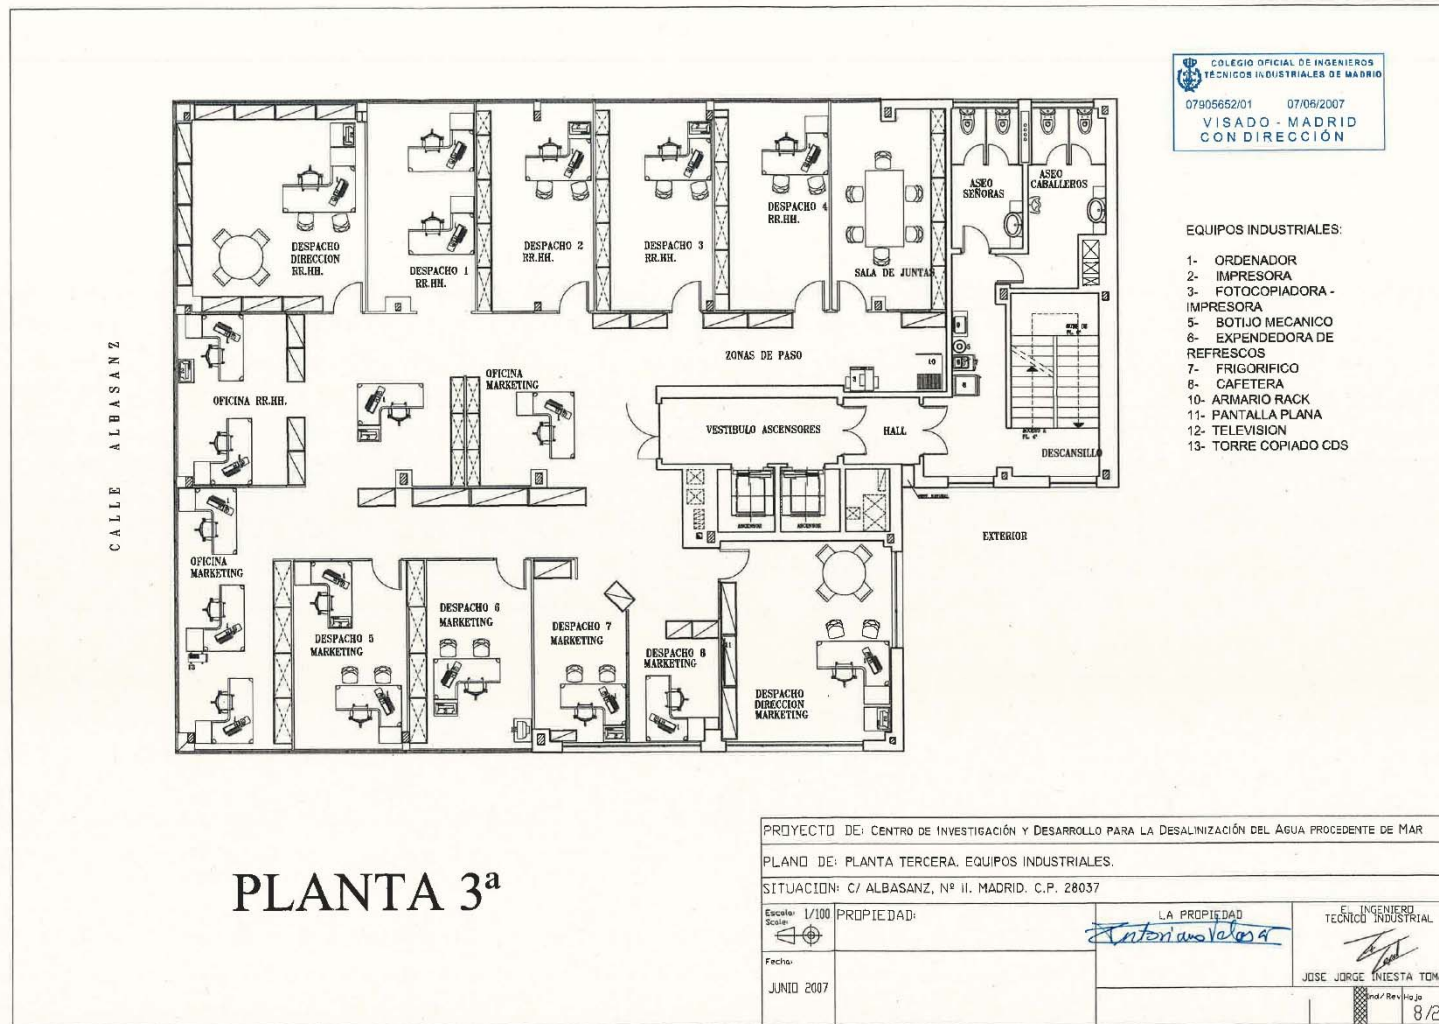 COLEGIO OFICIAL DE INGENIEROS
TÉCNICOS INDUSTRIALES DE MADRID
07905652/01 07/06/2007
VISADO - MADRID
CON DIRECCIÓN
EQUIPOS INDUSTRIALES:
1- ORDENADOR
2- IMPRESORA
3- FOTOCOPIADORA -
IMPRESORA
5- BOTIJO MECANICO
6- EXPENDEDORA DE
REFRESCOS
7- FRIGORIFICO
8- CAFETERA
10- ARMARIO RACK
11- PANTALLA PLANA
12- TELEVISION
13- TORRE COPIADO CDS
CALLE ALBASANZ
DESPACHO
DIRECCION
RR.HH.
DESPACHO 1
RR.HH.
DESPACHO 2
RR.HH.
DESPACHO 3
RR.HH.
DESPACHO 4
RR.HH.
SALA DE JUNTAS
ASEO
SEÑORAS
ASEO
CABALLEROS
OFICINA RR.HH.
OFICINA
MARKETING
ZONAS DE PASO
10
VESTIBULO ASCENSORES
HALL
DESCANSILLO
ASCENSOR
ASCENSOR
EXTERIOR
OFICINA
MARKETING
DESPACHO 5
MARKETING
DESPACHO 6
MARKETING
DESPACHO 7
MARKETING
DESPACHO 8
MARKETING
DESPACHO
DIRECCION
MARKETING
PLANTA 3ª
PROYECTO DE: CENTRO DE INVESTIGACIÓN Y DESARROLLO PARA LA DESALINIZACIÓN DEL AGUA PROCEDENTE DE MAR
PLANO DE: PLANTA TERCERA. EQUIPOS INDUSTRIALES.
SITUACION: C/ ALBASANZ, Nº 11. MADRID. C.P. 28037
Escala: 1/100
Scale:
PROPIEDAD:
LA PROPIEDAD
EL INGENIERO
TECNICO INDUSTRIAL
JOSE JORGE INIESTA
Fecha:
JUNIO 2007
Ind/Rev
Hoja
8/2